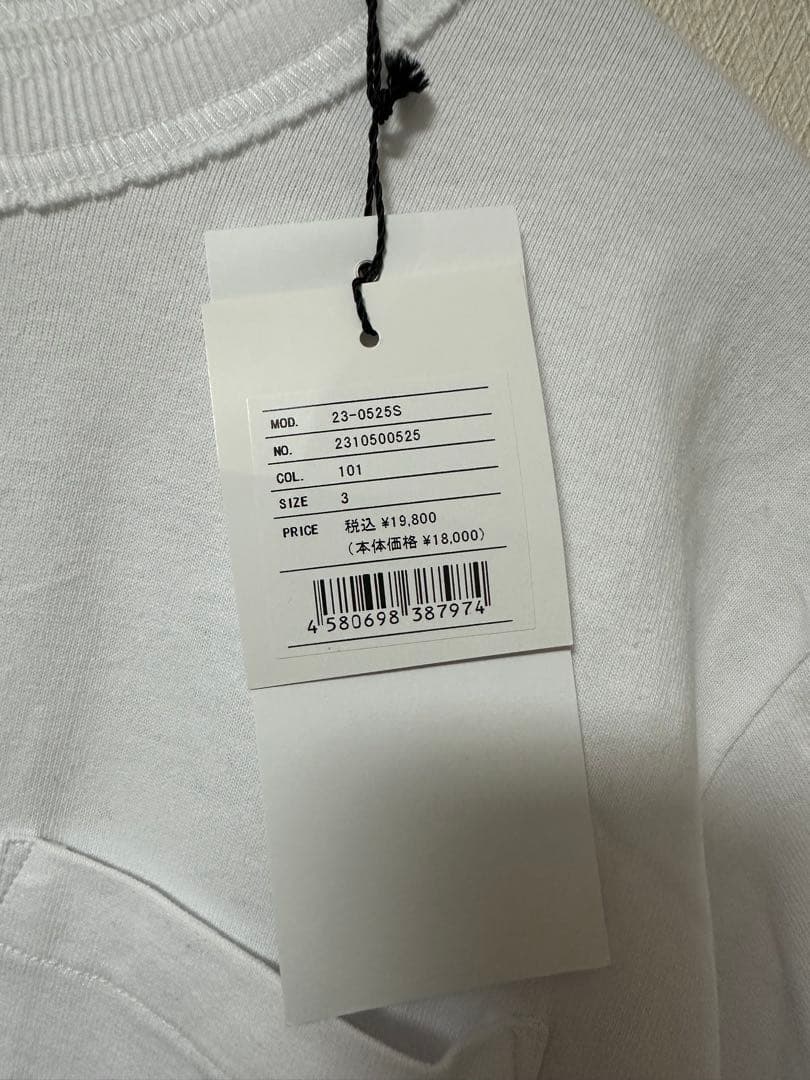 MOD. 23-0525S
NO. 2310500525
COL. 101
SIZE 3
PRICE 税込 ¥19,800
(本体価格 ¥18,000)
4 580698 387974